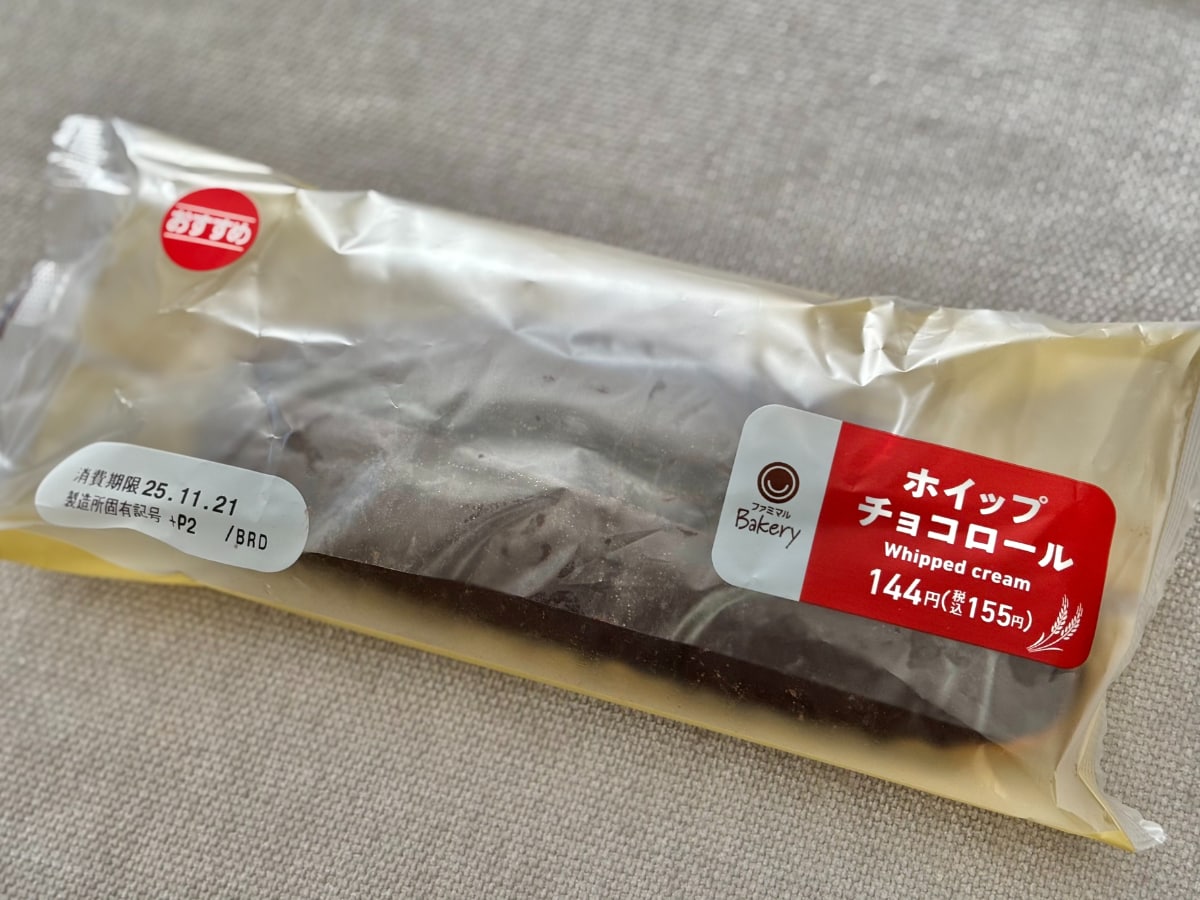 おすすめ
消費期限 25.11.21
製造所固有記号 +P2 /BRD
ファミマル
Bakery
ホイップ
チョコロール
Whipped cream
144円(税込155円)